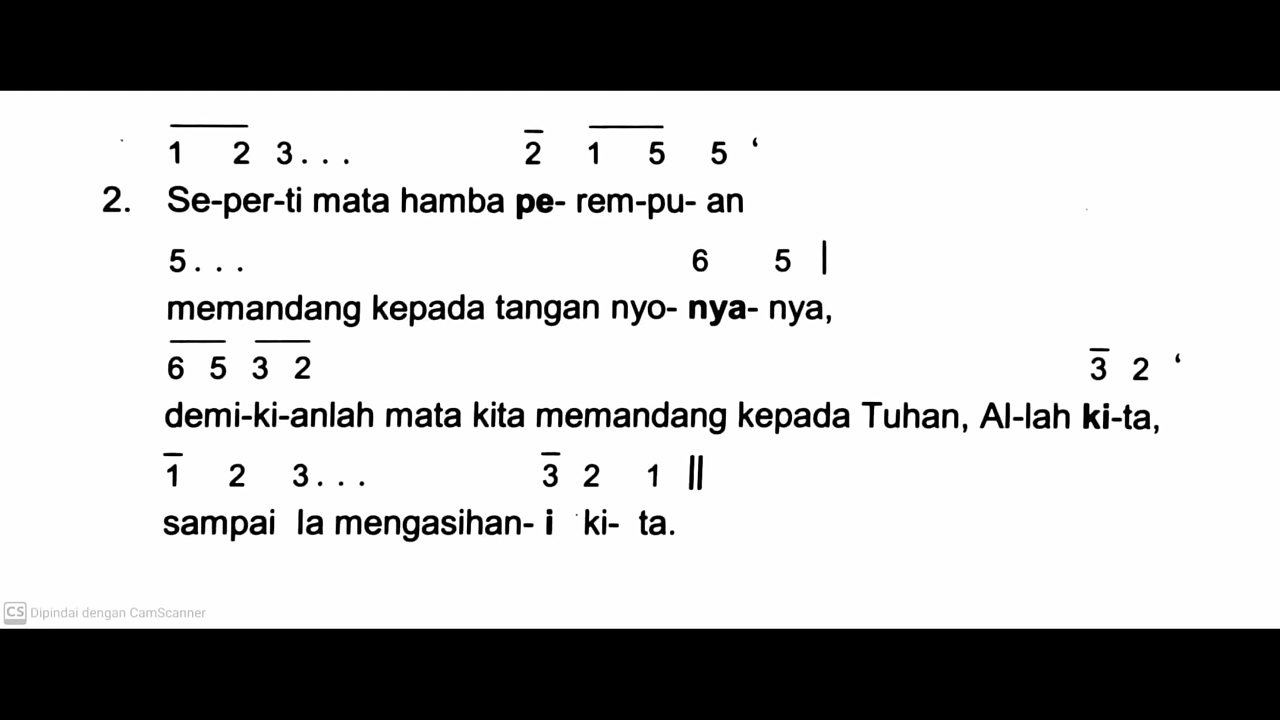 1 2 3 . . . 2 1 5 5 ‘
2. Se-per-ti mata hamba pe- rem-pu- an
5 . . . 6 5 |
memandang kepada tangan nyo- nya- nya,
6 5 3 2 3 2 ‘
demi-ki-anlah mata kita memandang kepada Tuhan, Al-lah ki-ta,
1 2 3 . . . 3 2 1 ||
sampai Ia mengasihan- i ki- ta.
CS Dipindai dengan CamScanner